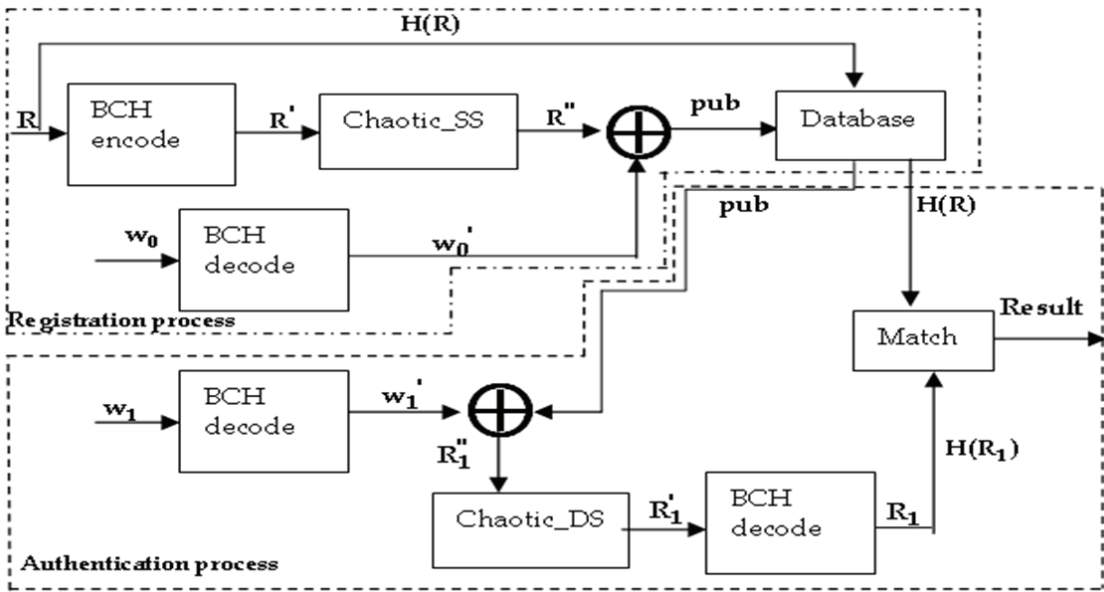 H(R)
R
BCH
encode
R'
Chaotic_SS
R''
pub
Database
w₀
BCH
decode
w₀'
pub
H(R)
Registration process
Result
Match
w₁
BCH
decode
w₁'
R₁''
H(R₁)
Chaotic_DS
R₁'
BCH
decode
R₁
Authentication process